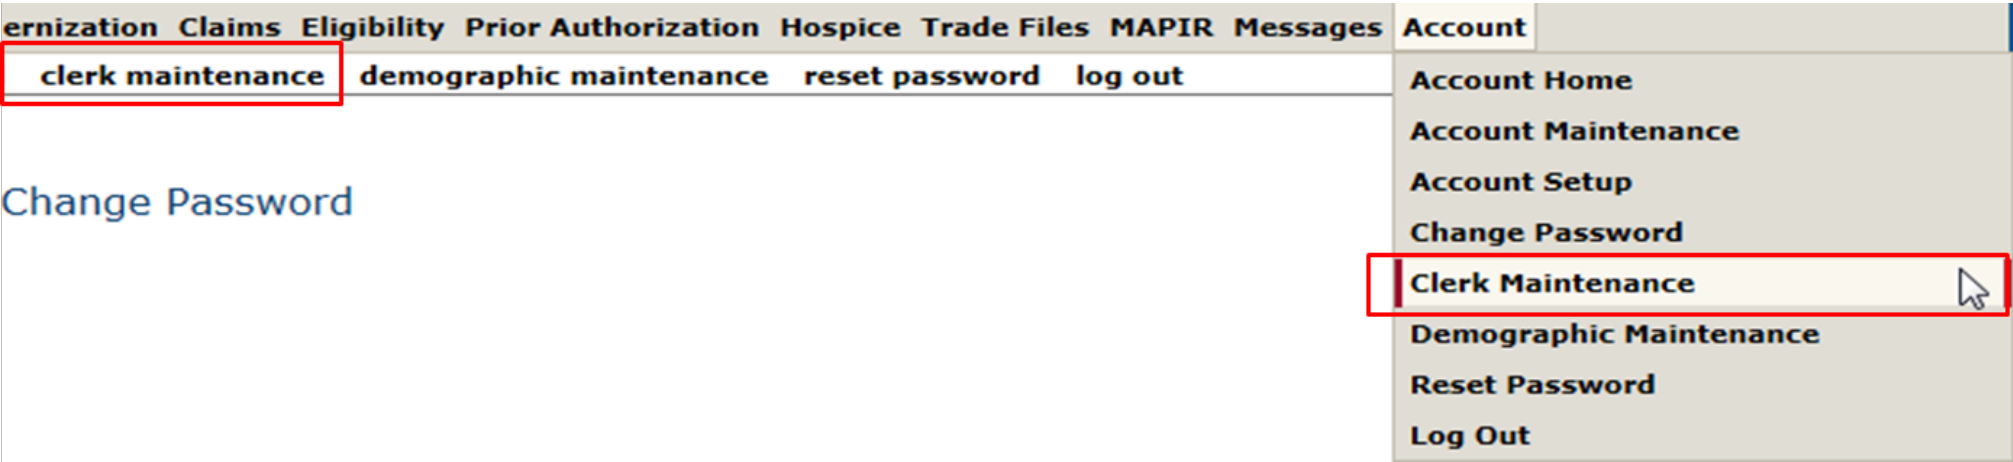 ernization Claims Eligibility Prior Authorization Hospice Trade Files MAPIR Messages Account
clerk maintenance demographic maintenance reset password log out
Change Password
Account Home
Account Maintenance
Account Setup
Change Password
Clerk Maintenance
Demographic Maintenance
Reset Password
Log Out